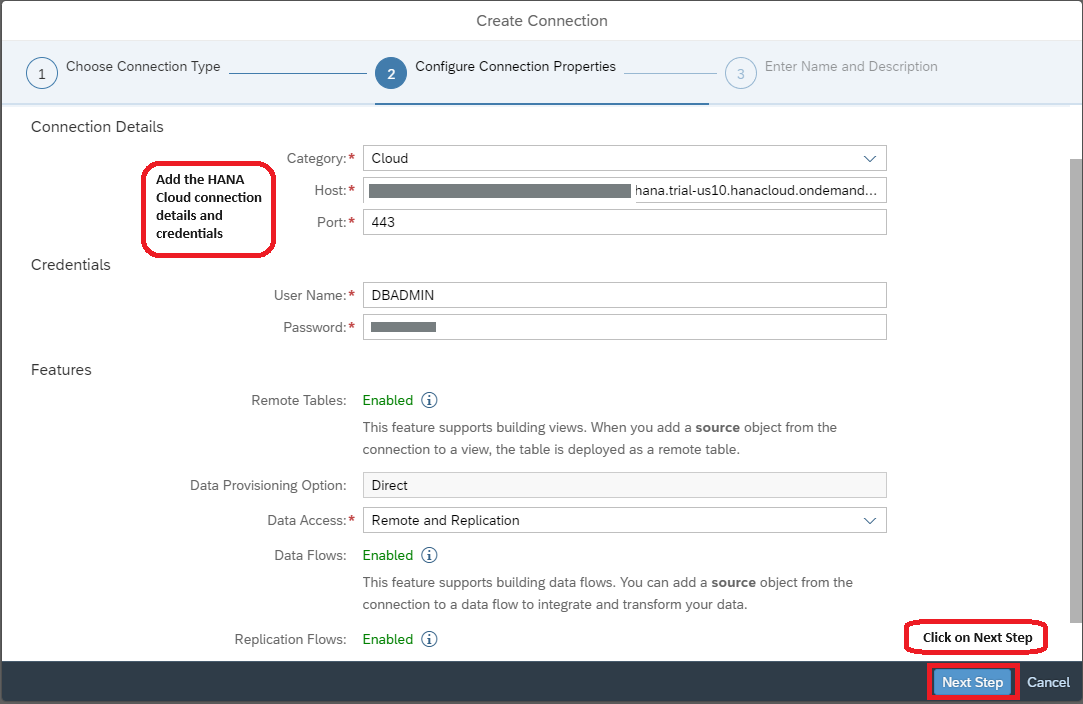 Create Connection
1 Choose Connection Type 2 Configure Connection Properties 3 Enter Name and Description
Connection Details
Category:* Cloud
Add the HANA
Cloud connection
details and
credentials
Host:* hana.trial-us10.hanacloud.ondemand...
Port:* 443
Credentials
User Name:* DBADMIN
Password:*
Features
Remote Tables: Enabled i
This feature supports building views. When you add a source object from the
connection to a view, the table is deployed as a remote table.
Data Provisioning Option: Direct
Data Access:* Remote and Replication
Data Flows: Enabled i
This feature supports building data flows. You can add a source object from the
connection to a data flow to integrate and transform your data.
Replication Flows: Enabled i
Click on Next Step
Next Step Cancel